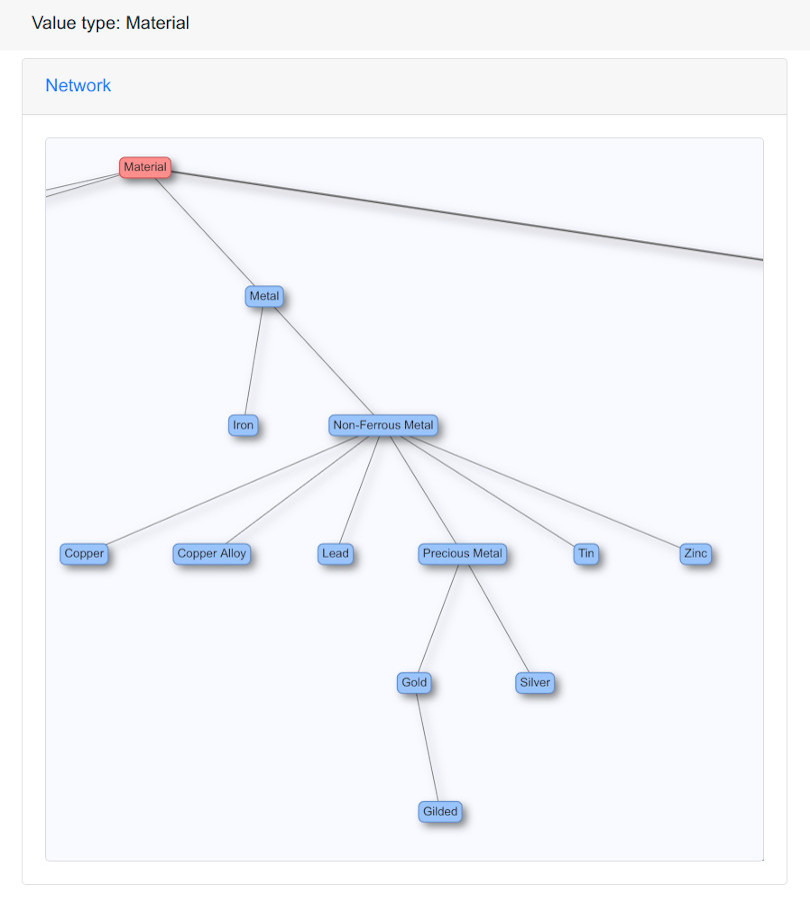 Value type: Material
Network
Material
Metal
Iron
Non-Ferrous Metal
Copper
Copper Alloy
Lead
Precious Metal
Tin
Zinc
Gold
Silver
Gilded